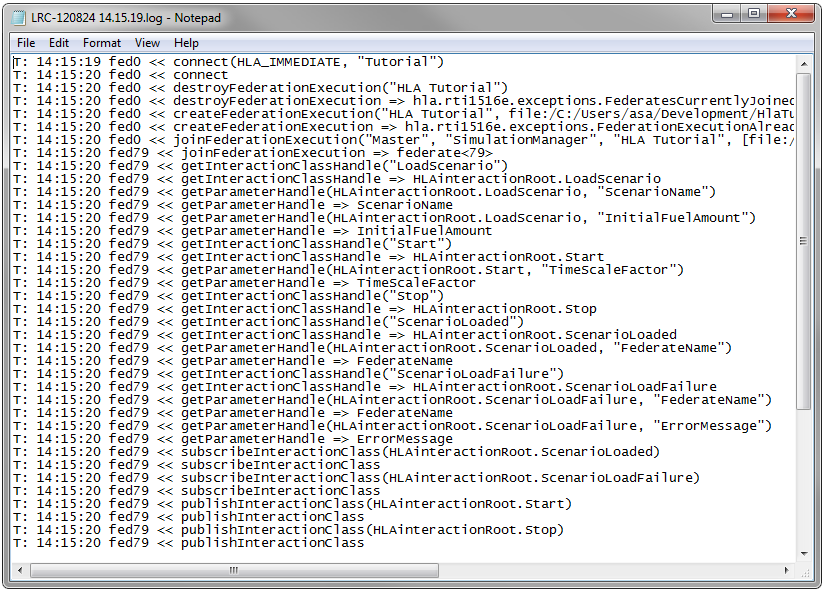 LRC-120824 14.15.19.log - Notepad
File Edit Format View Help
T: 14:15:19 fed0 << connect(HLA_IMMEDIATE, "Tutorial")
T: 14:15:20 fed0 << connect
T: 14:15:20 fed0 << destroyFederationExecution("HLA Tutorial")
T: 14:15:20 fed0 << destroyFederationExecution => hla.rti1516e.exceptions.FederatesCurrentlyJoined
T: 14:15:20 fed0 << createFederationExecution("HLA Tutorial", file:/C:/Users/asa/Development/HlaTu
T: 14:15:20 fed0 << createFederationExecution => hla.rti1516e.exceptions.FederationExecutionAlread
T: 14:15:20 fed0 << joinFederationExecution("Master", "SimulationManager", "HLA Tutorial", [file:/
T: 14:15:20 fed79 << joinFederationExecution => federate<79>
T: 14:15:20 fed79 << getInteractionClassHandle("LoadScenario")
T: 14:15:20 fed79 << getInteractionClassHandle => HLAinteractionRoot.LoadScenario
T: 14:15:20 fed79 << getParameterHandle(HLAinteractionRoot.LoadScenario, "ScenarioName")
T: 14:15:20 fed79 << getParameterHandle => ScenarioName
T: 14:15:20 fed79 << getParameterHandle(HLAinteractionRoot.LoadScenario, "InitialFuelAmount")
T: 14:15:20 fed79 << getParameterHandle => InitialFuelAmount
T: 14:15:20 fed79 << getInteractionClassHandle("Start")
T: 14:15:20 fed79 << getInteractionClassHandle => HLAinteractionRoot.Start
T: 14:15:20 fed79 << getParameterHandle(HLAinteractionRoot.Start, "TimeScaleFactor")
T: 14:15:20 fed79 << getParameterHandle => TimeScaleFactor
T: 14:15:20 fed79 << getInteractionClassHandle("Stop")
T: 14:15:20 fed79 << getInteractionClassHandle => HLAinteractionRoot.Stop
T: 14:15:20 fed79 << getInteractionClassHandle("ScenarioLoaded")
T: 14:15:20 fed79 << getInteractionClassHandle => HLAinteractionRoot.ScenarioLoaded
T: 14:15:20 fed79 << getParameterHandle(HLAinteractionRoot.ScenarioLoaded, "FederateName")
T: 14:15:20 fed79 << getParameterHandle => FederateName
T: 14:15:20 fed79 << getInteractionClassHandle("ScenarioLoadFailure")
T: 14:15:20 fed79 << getInteractionClassHandle => HLAinteractionRoot.ScenarioLoadFailure
T: 14:15:20 fed79 << getParameterHandle(HLAinteractionRoot.ScenarioLoadFailure, "FederateName")
T: 14:15:20 fed79 << getParameterHandle => FederateName
T: 14:15:20 fed79 << getParameterHandle(HLAinteractionRoot.ScenarioLoadFailure, "ErrorMessage")
T: 14:15:20 fed79 << getParameterHandle => ErrorMessage
T: 14:15:20 fed79 << subscribeInteractionClass(HLAinteractionRoot.ScenarioLoaded)
T: 14:15:20 fed79 << subscribeInteractionClass
T: 14:15:20 fed79 << subscribeInteractionClass(HLAinteractionRoot.ScenarioLoadFailure)
T: 14:15:20 fed79 << subscribeInteractionClass
T: 14:15:20 fed79 << publishInteractionClass(HLAinteractionRoot.Start)
T: 14:15:20 fed79 << publishInteractionClass
T: 14:15:20 fed79 << publishInteractionClass(HLAinteractionRoot.Stop)
T: 14:15:20 fed79 << publishInteractionClass